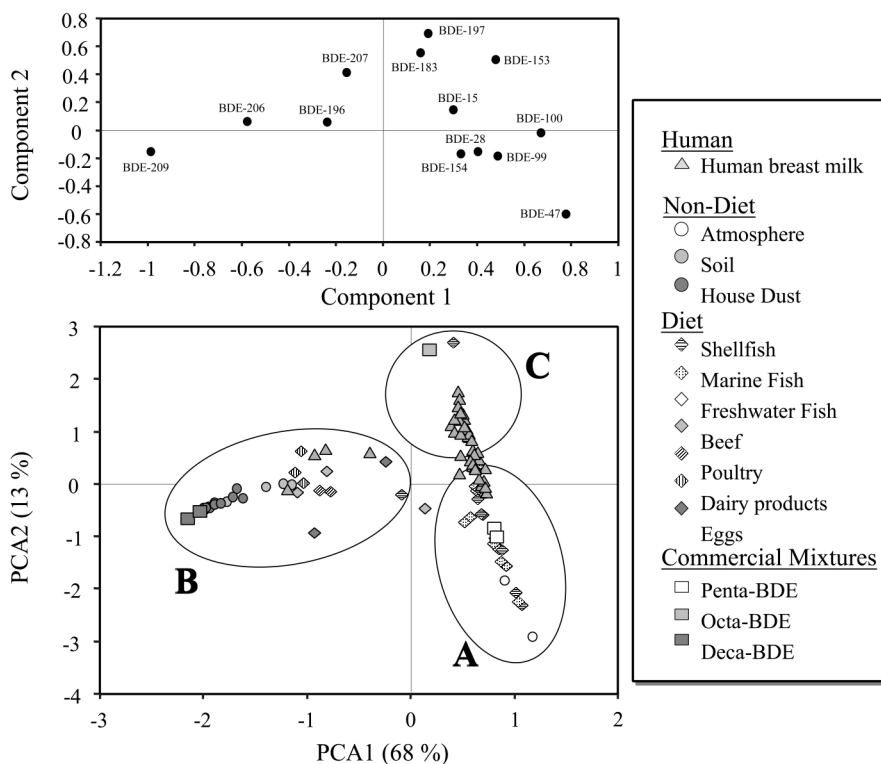 Component 2
0.8
0.6
0.4
0.2
0
-0.2
-0.4
-0.6
-0.8
BDE-197
BDE-207
BDE-183
BDE-153
BDE-15
BDE-206
BDE-196
BDE-100
BDE-28
BDE-209
BDE-154
BDE-99
BDE-47
-1.2 -1 -0.8 -0.6 -0.4 -0.2 0 0.2 0.4 0.6 0.8 1
Component 1
PCA2 (13 %)
3
2
1
0
-1
-2
-3
-4
C
B
A
-3 -2 -1 0 1 2
PCA1 (68 %)
Human
Human breast milk
Non-Diet
Atmosphere
Soil
House Dust
Diet
Shellfish
Marine Fish
Freshwater Fish
Beef
Poultry
Dairy products
Eggs
Commercial Mixtures
Penta-BDE
Octa-BDE
Deca-BDE